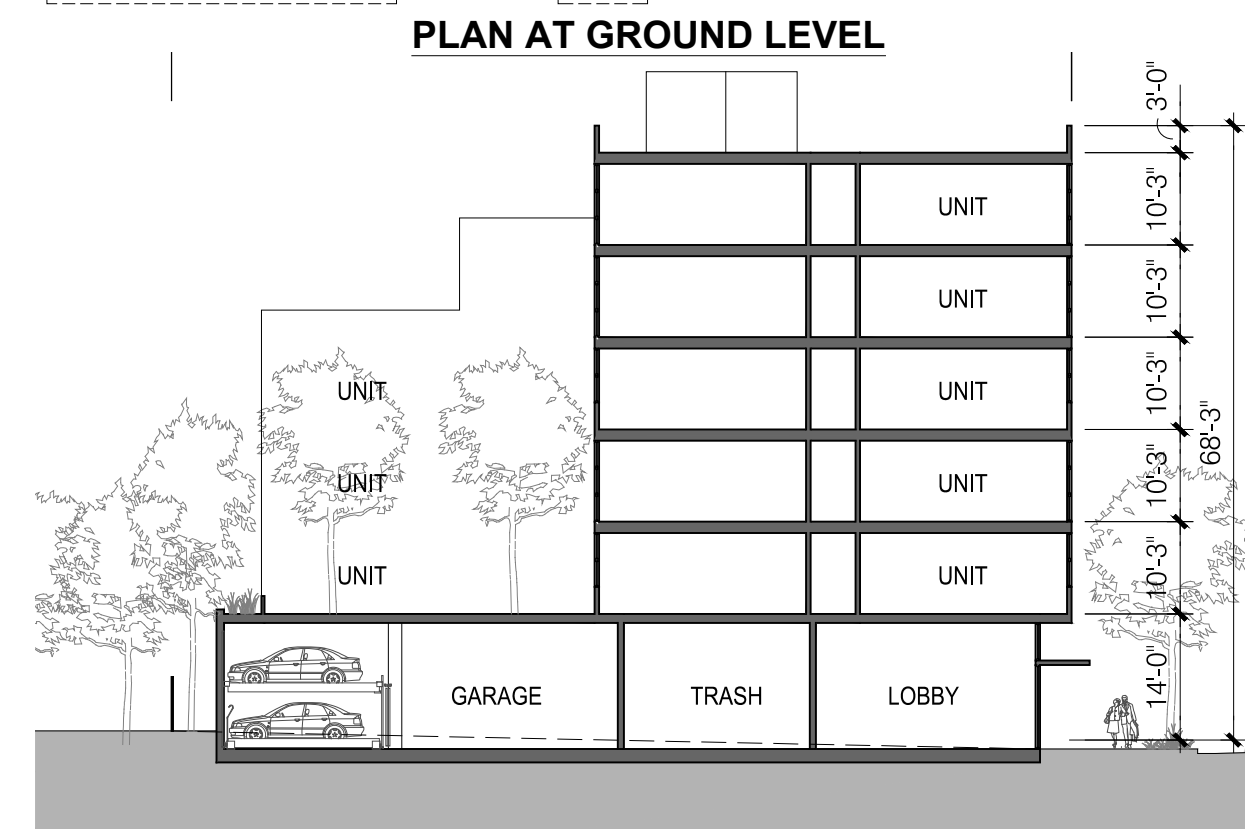 PLAN AT GROUND LEVEL
3'-0"
UNIT
10'-3"
UNIT
10'-3"
UNIT
UNIT
10'-3"
68'-3"
UNIT
UNIT
10'-3"
UNIT
UNIT
10'-3"
GARAGE
TRASH
LOBBY
14'-0"